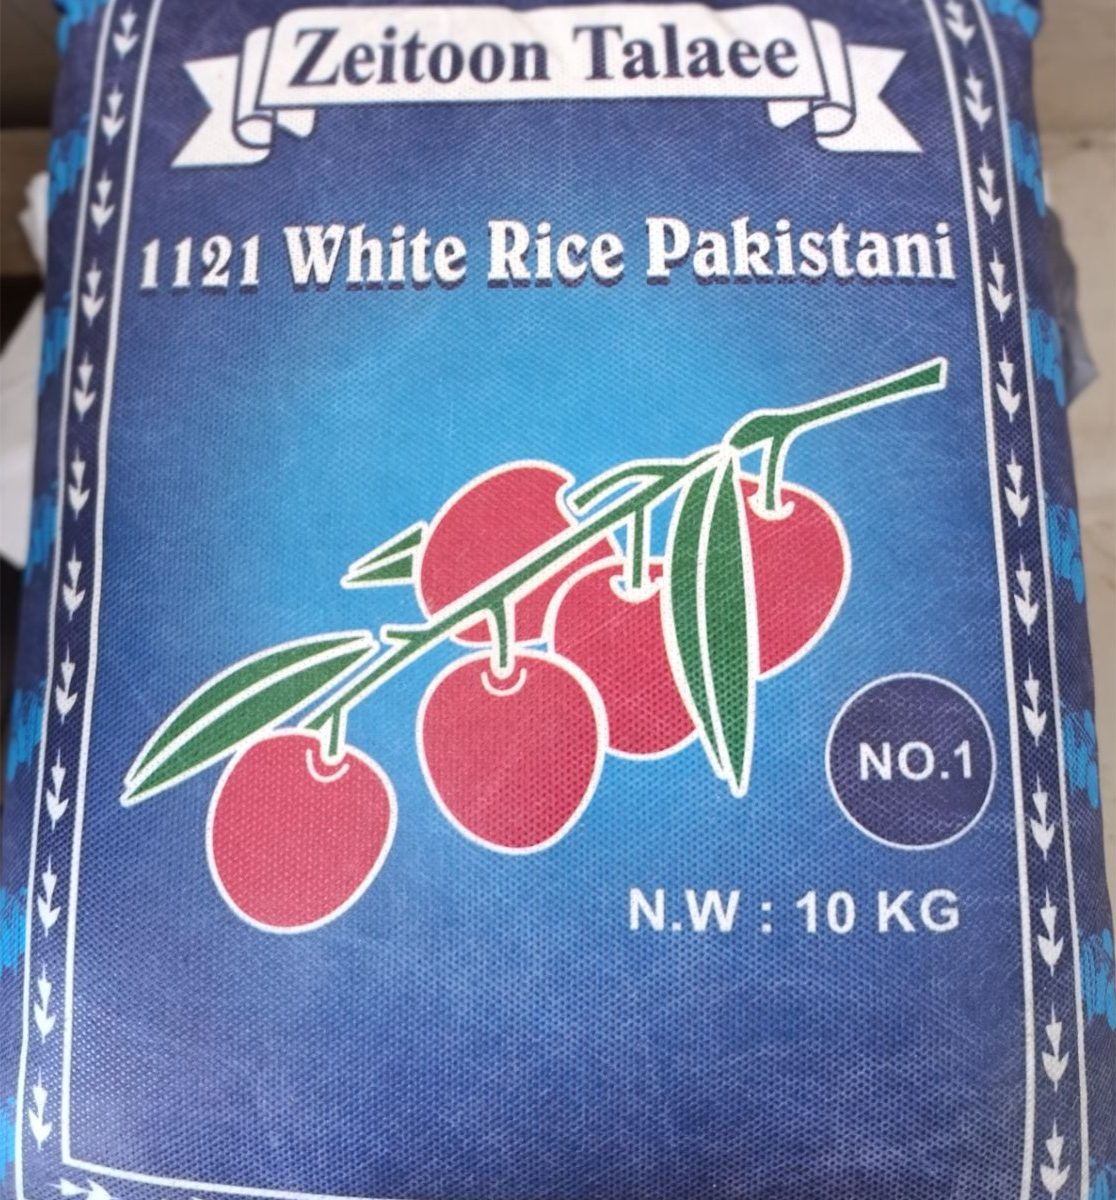 Zeitoon Talaee
1121 White Rice Pakistani
NO.1
N.W : 10 KG